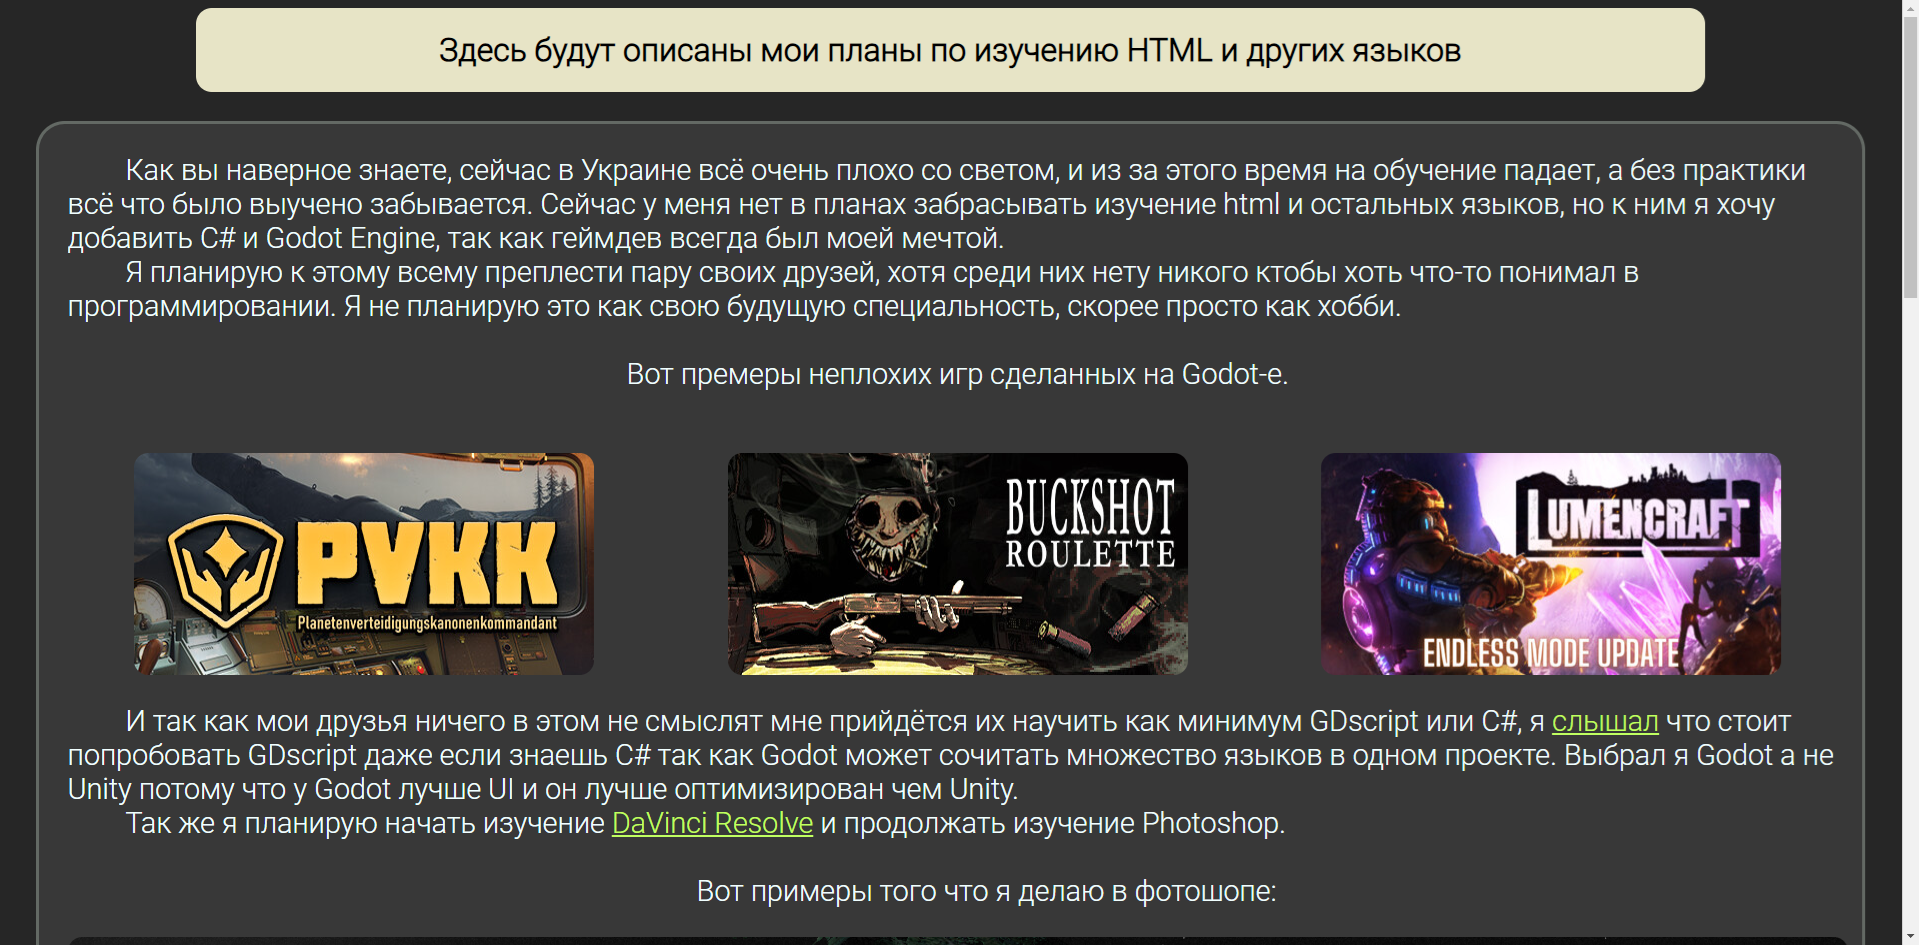 Здесь будут описаны мои планы по изучению HTML и других языков
Как вы наверное знаете, сейчас в Украине всё очень плохо со светом, и из за этого время на обучение падает, а без практики
всё что было выучено забывается. Сейчас у меня нет в планах забрасывать изучение html и остальных языков, но к ним я хочу
добавить C# и Godot Engine, так как геймдев всегда был моей мечтой.
Я планирую к этому всему преплести пару своих друзей, хотя среди них нету никого ктобы хоть что-то понимал в
программировании. Я не планирую это как свою будущую специальность, скорее просто как хобби.
Вот премеры неплохих игр сделанных на Godot-е.
PVKK
Planetenverteidigungskanonenkommandant
BUCKSHOT
ROULETTE
LUMENCRAFT
ENDLESS MODE UPDATE
И так как мои друзья ничего в этом не смыслят мне прийдётся их научить как минимум GDscript или C#, я слышал что стоит
попробовать GDscript даже если знаешь C# так как Godot может сочитать множество языков в одном проекте. Выбрал я Godot а не
Unity потому что у Godot лучше UI и он лучше оптимизирован чем Unity.
Так же я планирую начать изучение DaVinci Resolve и продолжать изучение Photoshop.
Вот примеры того что я делаю в фотошопе: